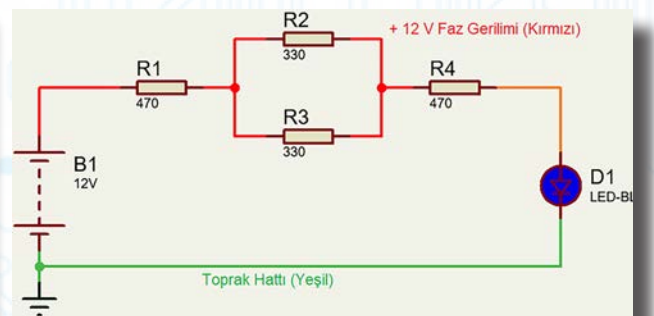 R2
+ 12 V Faz Gerilimi (Kırmızı)
330
R1
R4
470
470
R3
330
B1
12V
D1
LED-BL
Toprak Hattı (Yeşil)